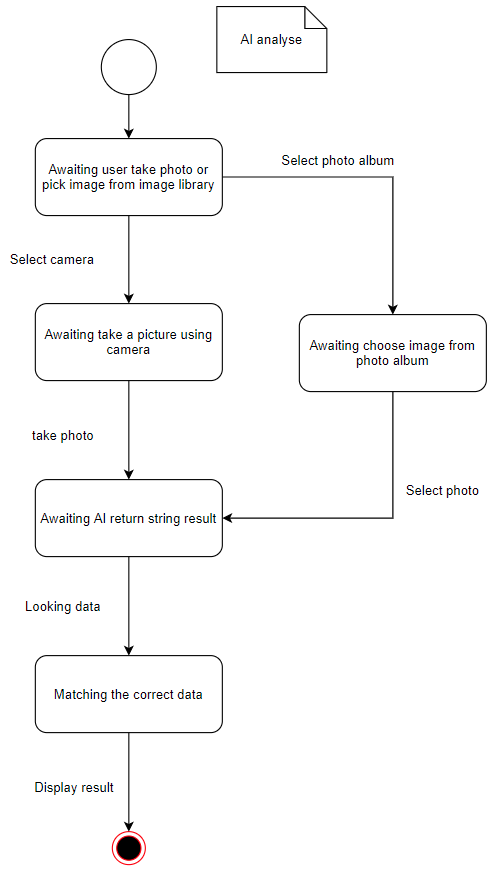 AI analyse
Awaiting user take photo or
pick image from image library
Select photo album
Select camera
Awaiting take a picture using
camera
Awaiting choose image from
photo album
take photo
Select photo
Awaiting AI return string result
Looking data
Matching the correct data
Display result